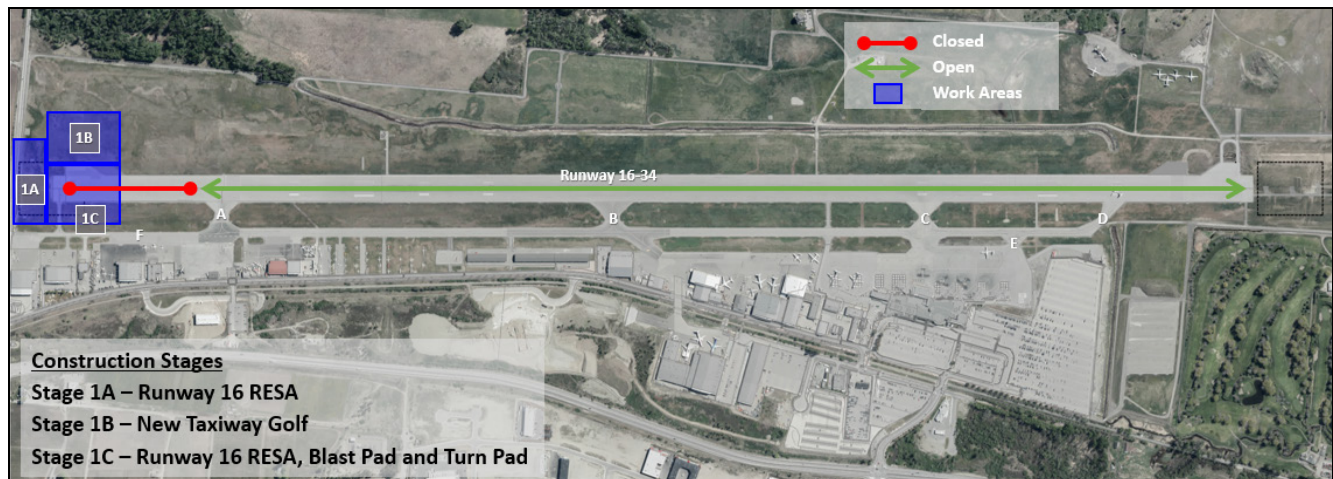 Closed
Open
Work Areas
1B
1A
Runway 16-34
1C
A
B
C
D
F
E
Construction Stages
Stage 1A – Runway 16 RESA
Stage 1B – New Taxiway Golf
Stage 1C – Runway 16 RESA, Blast Pad and Turn Pad